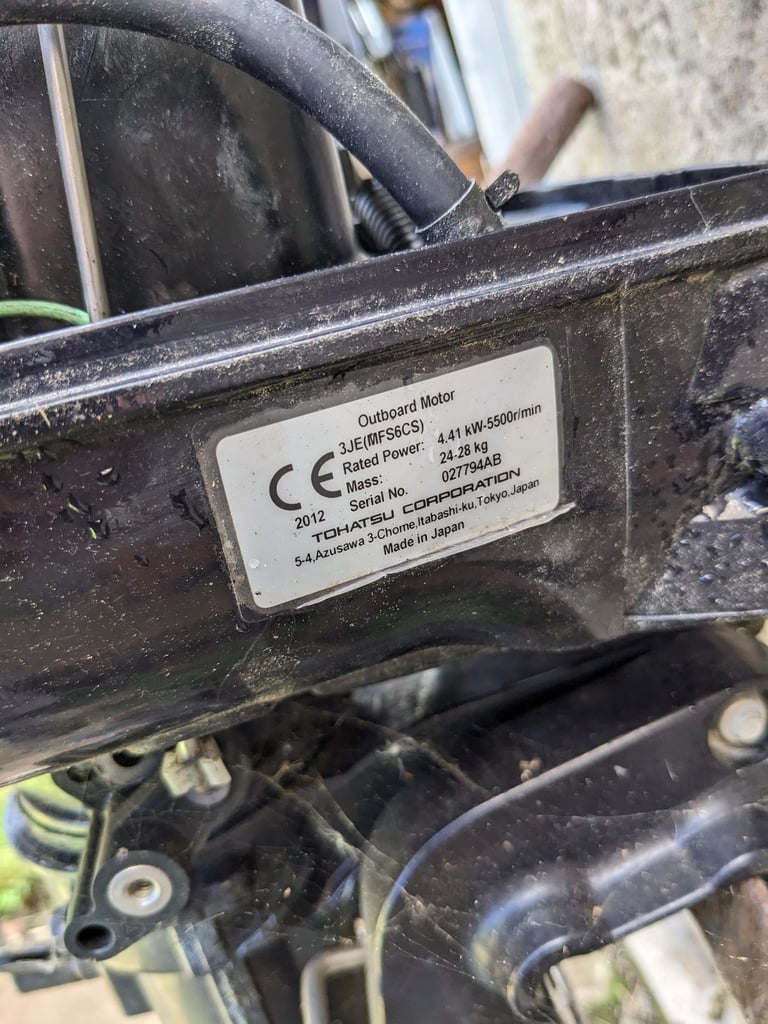 Outboard Motor
3JE(MFS6CS)
Rated Power: 4.41 kW-5500r/min
Mass: 24-28 kg
Serial No. 027794AB
CE
2012
TOHATSU CORPORATION
5-4,Azusawa 3-Chome,Itabashi-ku,Tokyo,Japan
Made in Japan